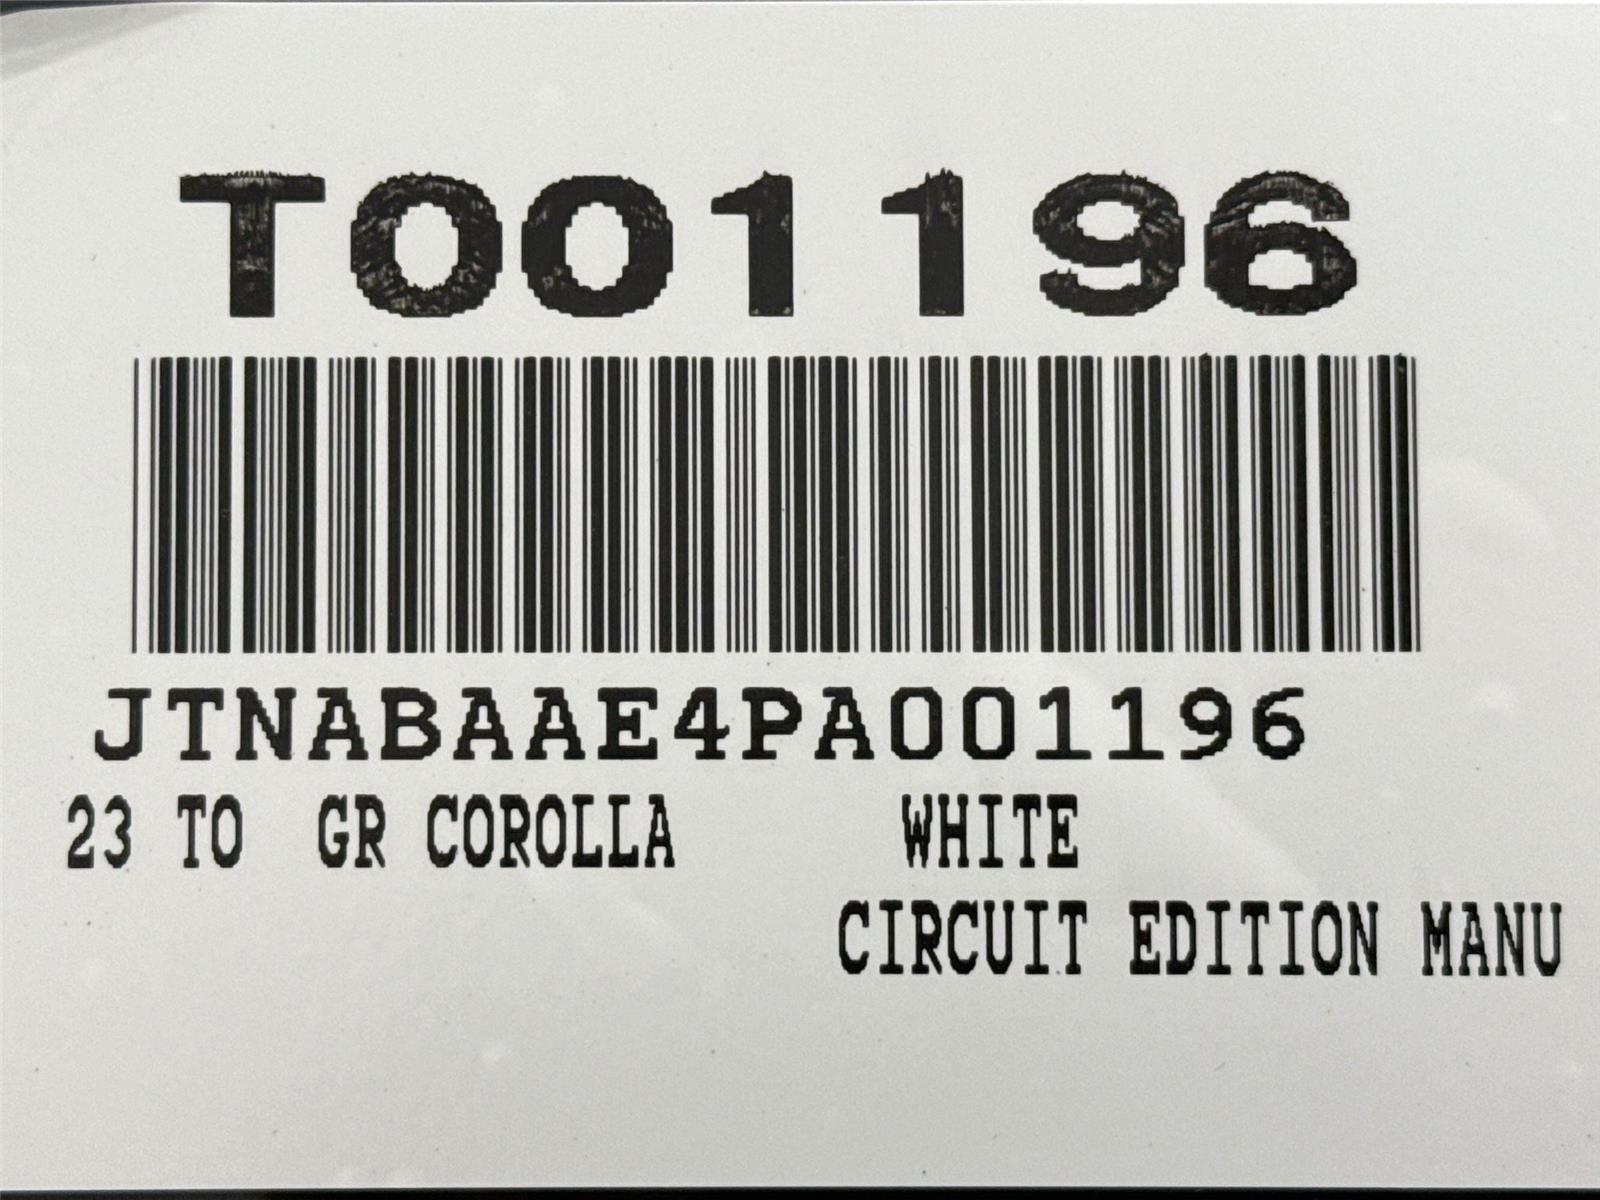 T001196
JTNABAAE4PA001196
23 TO GR COROLLA WHITE
CIRCUIT EDITION MANU